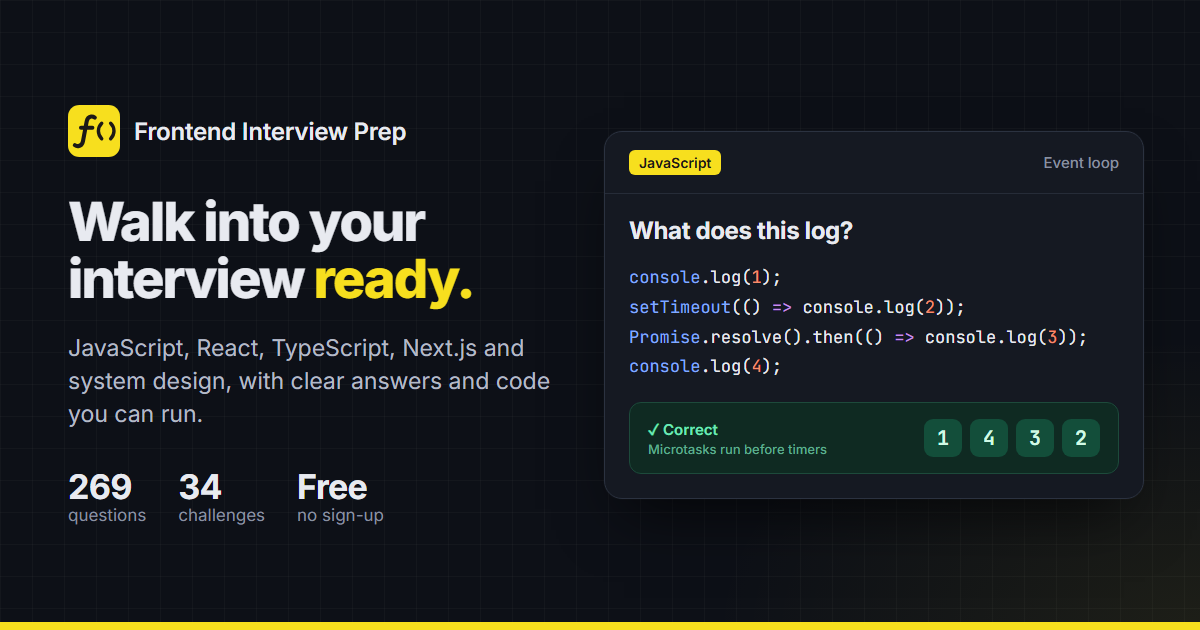 f()
Frontend Interview Prep
Walk into your
interview ready.
JavaScript, React, TypeScript, Next.js and
system design, with clear answers and code
you can run.
269
questions
34
challenges
Free
no sign-up
JavaScript
Event loop
What does this log?
console.log(1);
setTimeout(() => console.log(2));
Promise.resolve().then(() => console.log(3));
console.log(4);
✓ Correct
Microtasks run before timers
1 4 3 2